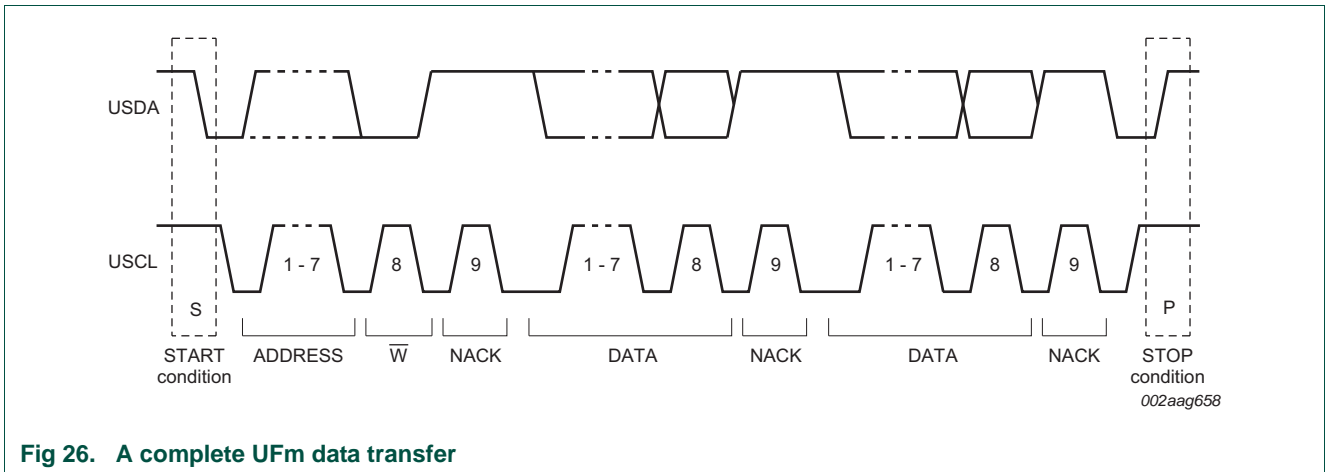 USDA
USCL
1 - 7
8
9
1 - 7
8
9
1 - 7
8
9
S
P
START
condition
ADDRESS
W
NACK
DATA
NACK
DATA
NACK
STOP
condition
002aag658
Fig 26. A complete UFm data transfer